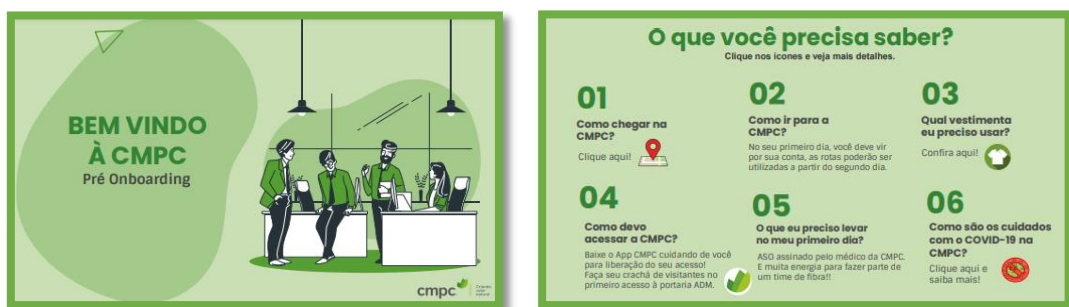 BEM VINDO
À CMPC
Pré Onboarding
cmpc
O que você precisa saber?
Clique nos ícones e veja mais detalhes.
01
Como chegar na
CMPC?
Clique aqui!
02
Como ir para a
CMPC?
No seu primeiro dia, você deve vir
por sua conta, as rotas poderão ser
utilizadas a partir do segundo dia.
03
Qual vestimenta
eu preciso usar?
Confira aqui!
04
Como devo
acessar a CMPC?
Baixe o App CMPC cuidando de você
para liberação do seu acesso!
Faça seu crachá de visitantes no
primeiro acesso à portaria ADM.
05
O que eu preciso levar
no meu primeiro dia?
ASO assinado pelo médico da CMPC.
E muita energia para fazer parte de
um time de fibra!!
06
Como são os cuidados
com o COVID-19 na
CMPC?
Clique aqui e
saiba mais!